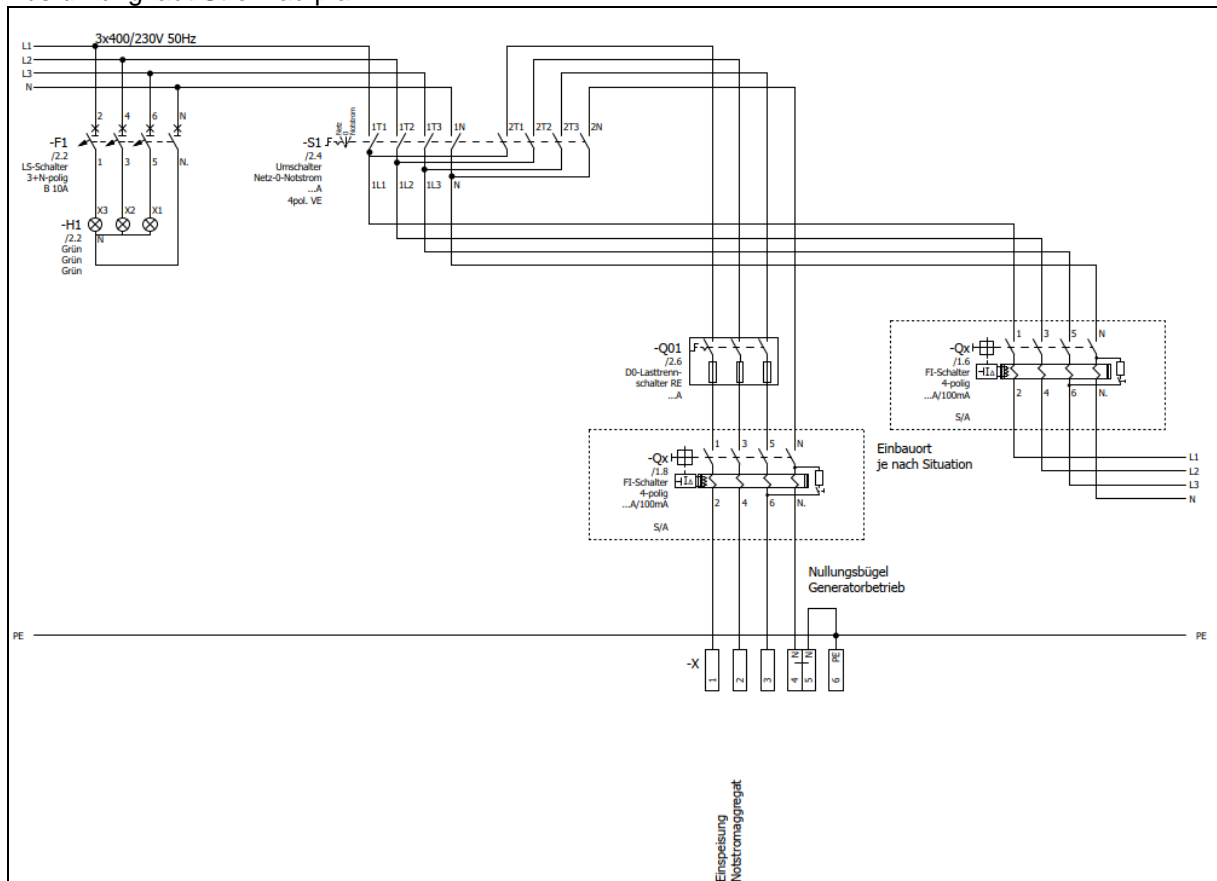 3x400/230V 50Hz
L1
L2
L3
N
2
4
6
N
-F1
/2.2
LS-Schalter
3+N-polig
B 10A
1
3
5
N.
-H1
/2.2
Grün
Grün
Grün
X3
X2
X1
N
Netz
0
Notstrom
-S1
/2.4
Umschalter
Netz-0-Notstrom
...A
4pol. VE
1T1
1T2
1T3
1N
2T1
2T2
2T3
2N
1L1
1L2
1L3
N
-Q01
/2.6
D0-Lasttrenn-
schalter RE
...A
-Qx
/1.6
FI-Schalter
4-polig
...A/100mA
S/A
1
3
5
N
2
4
6
N.
L1
L2
L3
N
Einbauort
je nach Situation
-Qx
/1.8
FI-Schalter
4-polig
...A/100mA
S/A
1
3
5
N
2
4
6
N.
Nullungsbügel
Generatorbetrieb
PE
PE
-X
1
2
3
4
N
5
N
6
PE
Einspeisung
Notstromaggregat